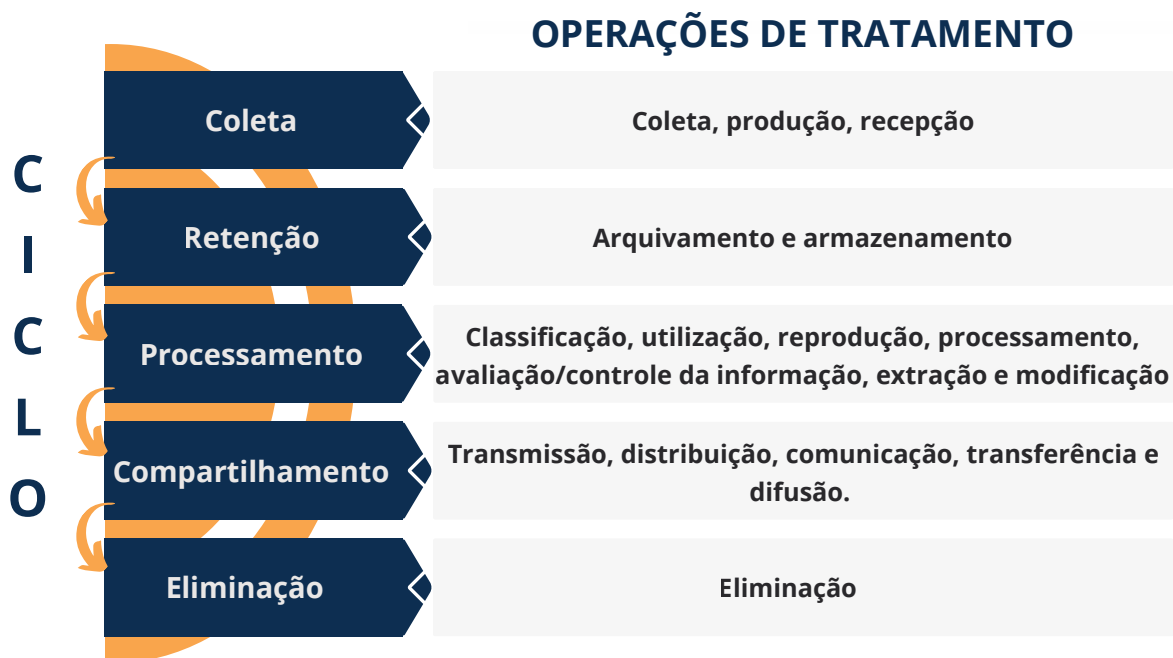 OPERAÇÕES DE TRATAMENTO
CICLO
Coleta
Coleta, produção, recepção
Retenção
Arquivamento e armazenamento
Processamento
Classificação, utilização, reprodução, processamento,
avaliação/controle da informação, extração e modificação
Compartilhamento
Transmissão, distribuição, comunicação, transferência e
difusão.
Eliminação
Eliminação